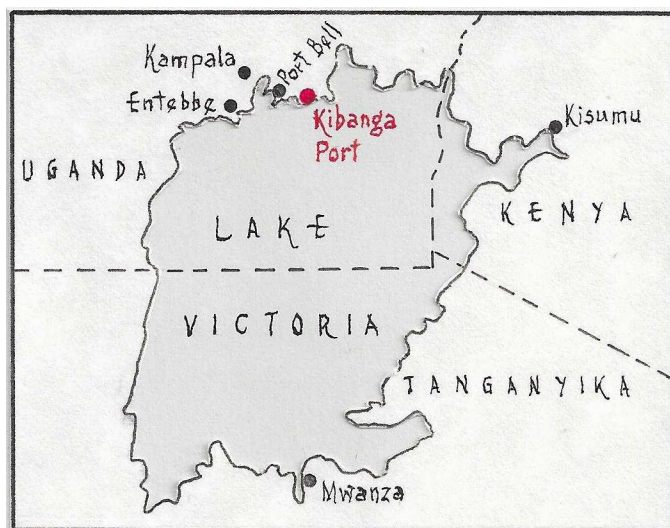 Kampala
Port Bell
Entebbe
Kibanga
Port
Kisumu
UGANDA
KENYA
LAKE
VICTORIA
TANGANYIKA
Mwanza